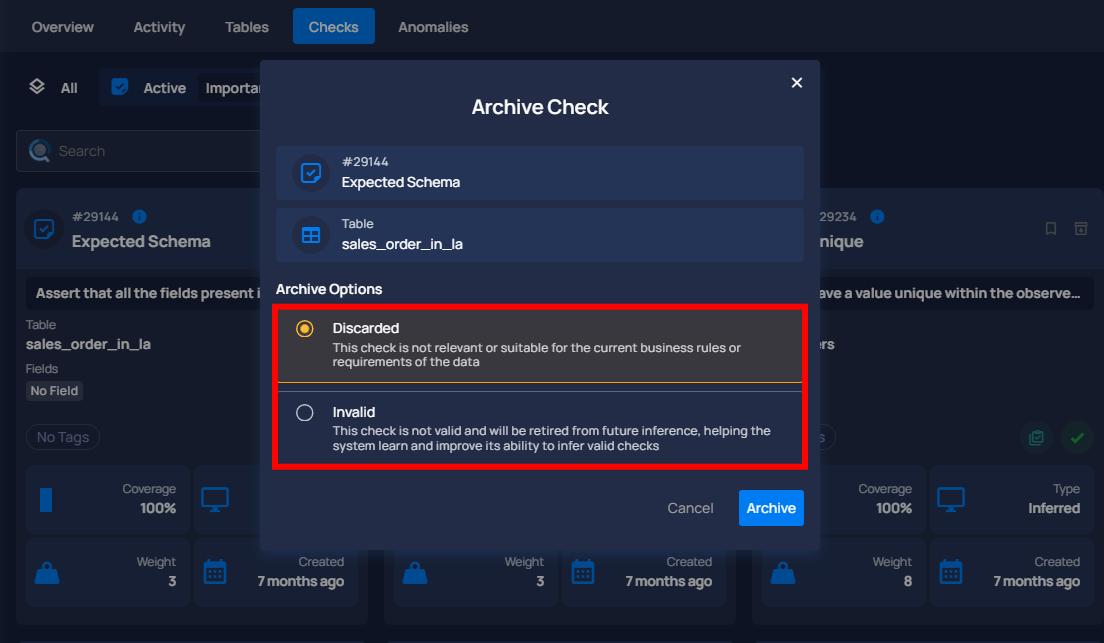 Overview Activity Tables Checks Anomalies
All Active Importa
Search
Archive Check
#29144
Expected Schema
Table
sales_order_in_la
Archive Options
Discarded
This check is not relevant or suitable for the current business rules or
requirements of the data
Invalid
This check is not valid and will be retired from future inference, helping the
system learn and improve its ability to infer valid checks
Cancel Archive
#29144
Expected Schema
Assert that all the fields present i
Table
sales_order_in_la
Fields
No Field
No Tags
Coverage
100%
Weight
3
Created
7 months ago
Weight
3
Created
7 months ago
29234
nique
ave a value unique within the observe...
ers
s
Coverage
100%
Type
Inferred
Weight
8
Created
7 months ago